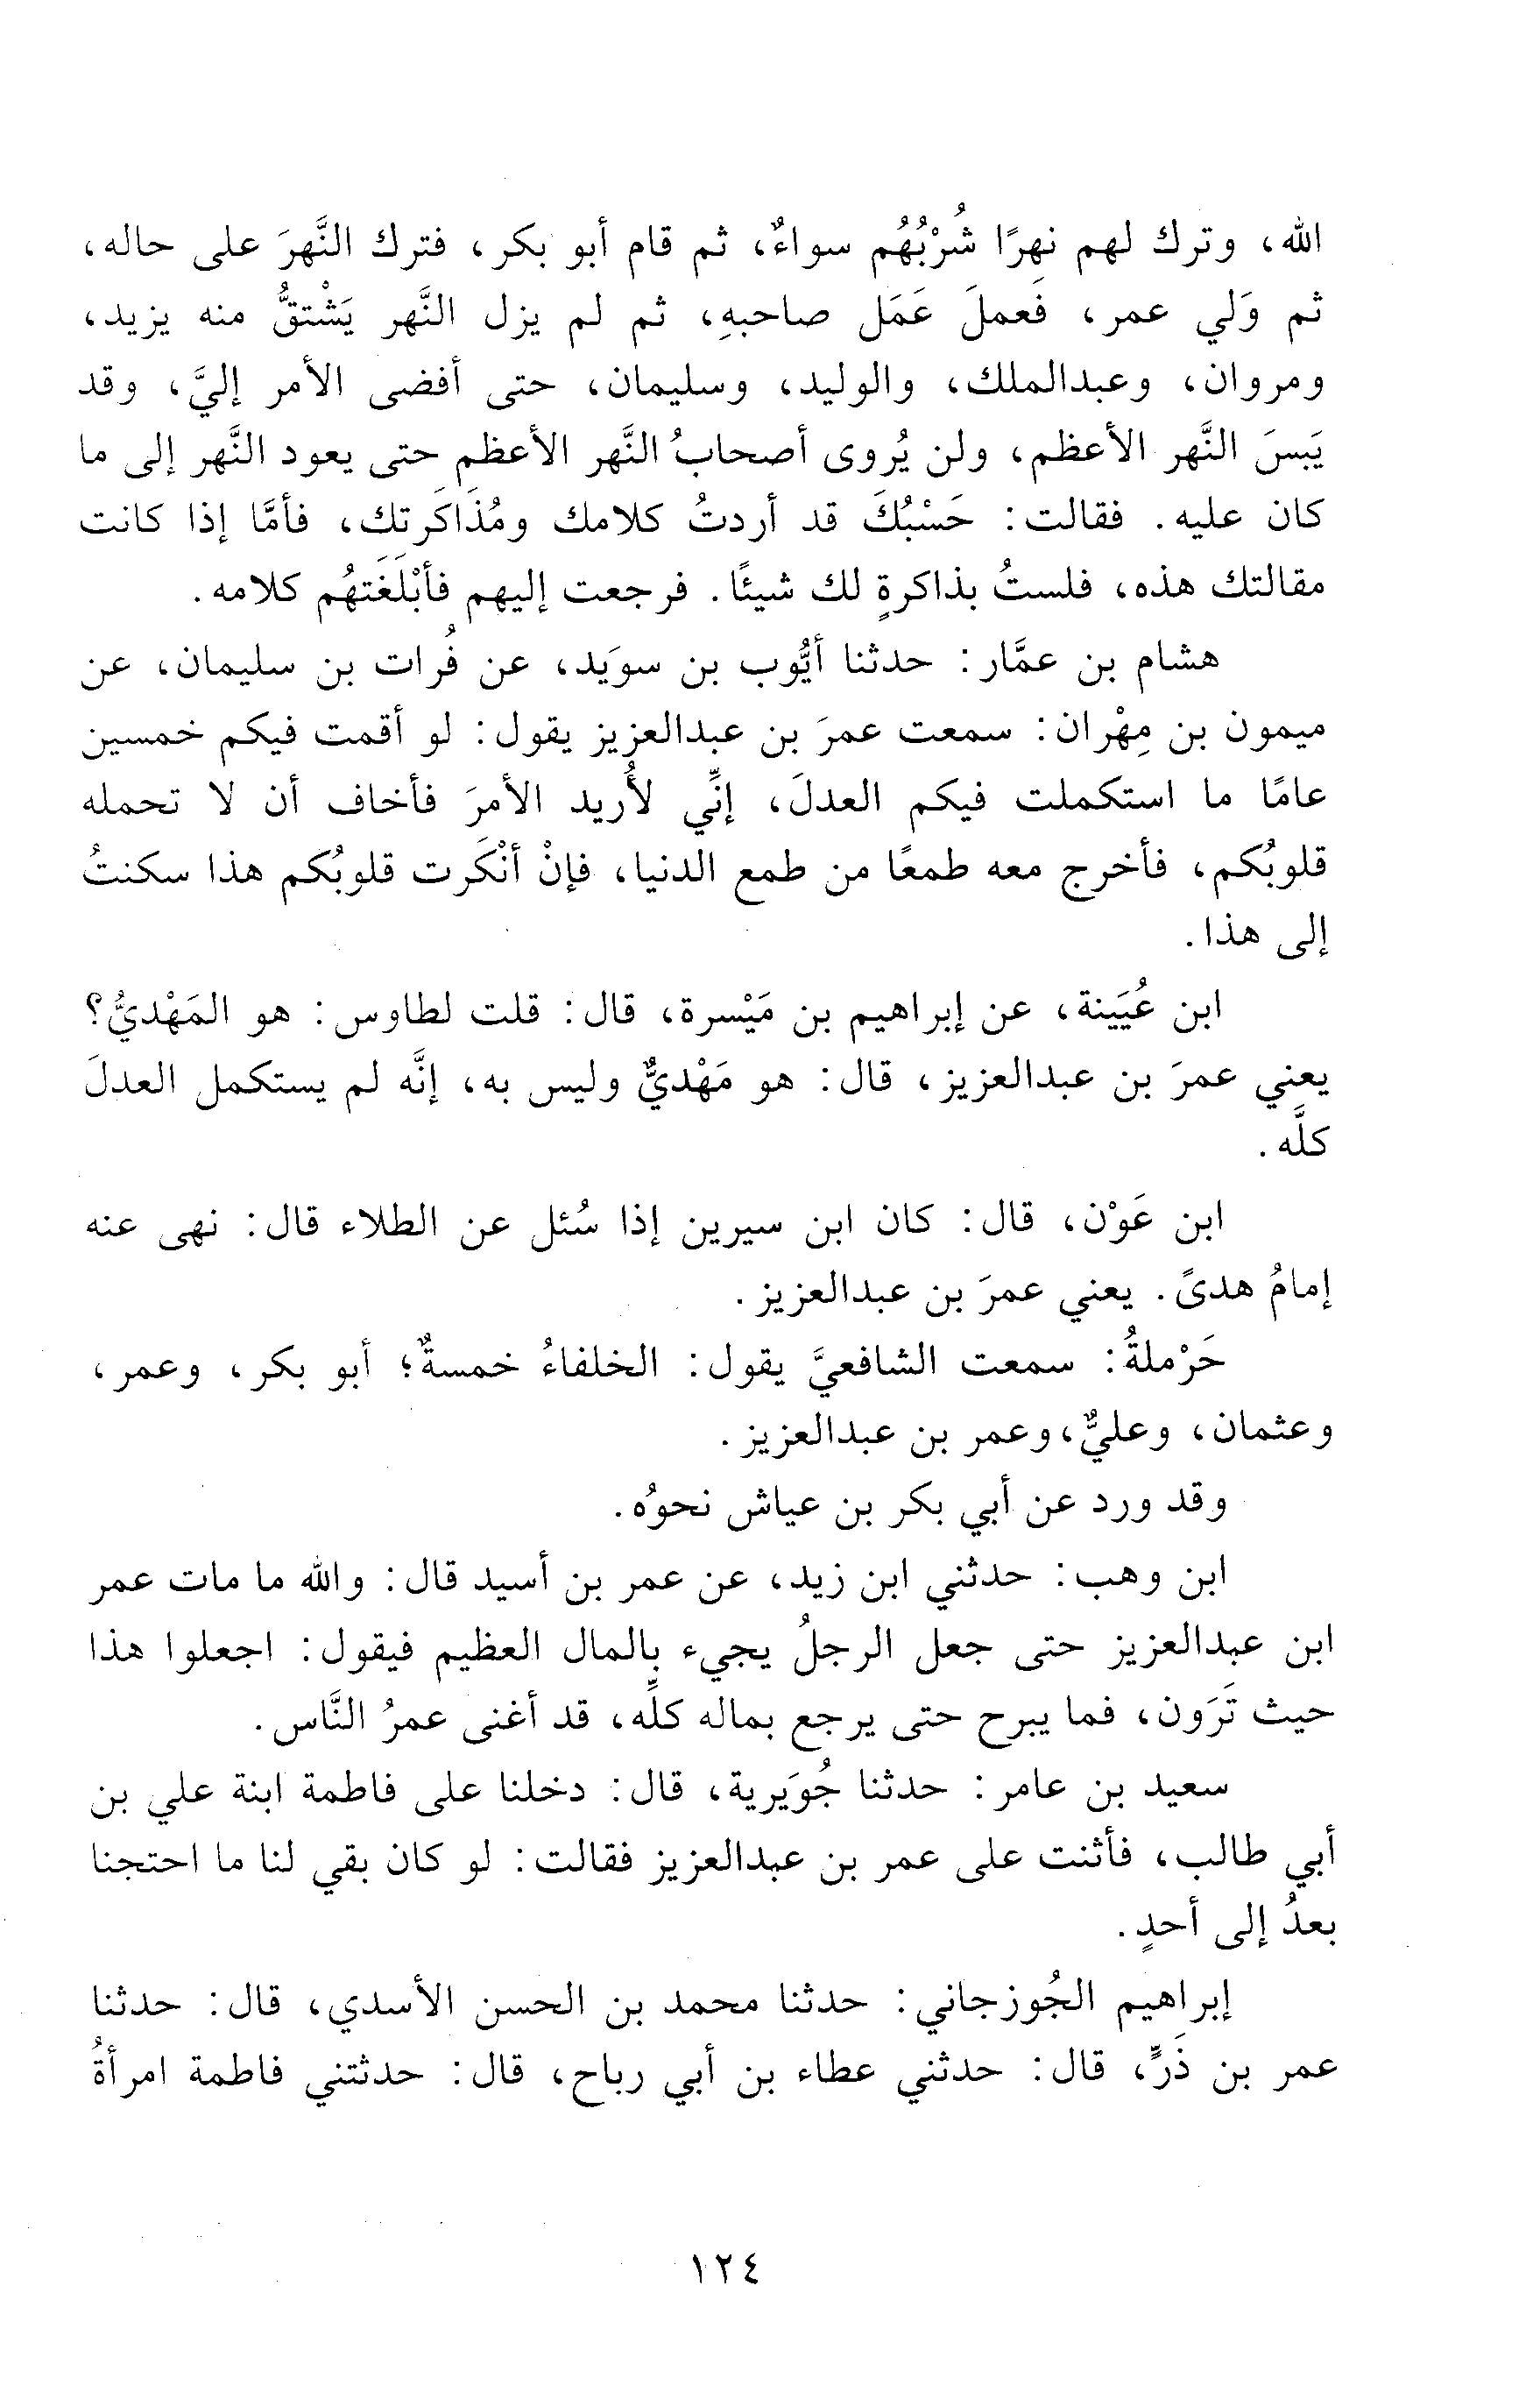 الله، وترك لهم نهرًا شُرْبُهُم سواءٌ، ثم قام أبو بكر، فترك النَّهرَ على حاله،
ثم وَلي عمر، فَعملَ عَمَل صاحبهِ، ثم لم يزل النَّهر يَشْتقُّ منه يزيد،
ومروان، وعبدالملك، والوليد، وسليمان، حتى أفضى الأمر إليَّ، وقد
يَبسَ النَّهر الأعظم، ولن يُروى أصحابُ النَّهر الأعظم حتى يعود النَّهر إلى ما
كان عليه. فقالت: حَسْبُكَ قد أردتُ كلامك ومُذَاكَرتك، فأمَّا إذا كانت
مقالتك هذه، فلستُ بذاكرةٍ لك شيئًا. فرجعت إليهم فأبْلَغَتهُم كلامه.
هشام بن عمَّار: حدثنا أيُّوب بن سوَيد، عن فُرات بن سليمان، عن
ميمون بن مِهْران: سمعت عمرَ بن عبدالعزيز يقول: لو أقمت فيكم خمسين
عامًا ما استكملت فيكم العدلَ، إنِّي لأُريد الأمرَ فأخاف أن لا تحمله
قلوبُكم، فأخرج معه طمعًا من طمع الدنيا، فإنْ أنْكَرت قلوبُكم هذا سكنتُ
إلى هذا.
ابن عُيَينة، عن إبراهيم بن مَيْسرة، قال: قلت لطاوس: هو المَهْديُّ؟
يعني عمرَ بن عبدالعزيز، قال: هو مَهْديٌّ وليس به، إنَّه لم يستكمل العدلَ
كلَّه.
ابن عَوْن، قال: كان ابن سيرين إذا سُئل عن الطلاء قال: نهى عنه
إمامُ هدىً. يعني عمرَ بن عبدالعزيز.
حَرْملةُ: سمعت الشافعيَّ يقول: الخلفاءُ خمسةٌ؛ أبو بكر، وعمر،
وعثمان، وعليٌّ، وعمر بن عبدالعزيز.
وقد ورد عن أبي بكر بن عياش نحوُه.
ابن وهب: حدثني ابن زيد، عن عمر بن أسيد قال: والله ما مات عمر
ابن عبدالعزيز حتى جعل الرجلُ يجيء بالمال العظيم فيقول: اجعلوا هذا
حيث تَرَون، فما يبرح حتى يرجع بماله كلِّه، قد أغنى عمرُ النَّاس.
سعيد بن عامر: حدثنا جُوَيرية، قال: دخلنا على فاطمة ابنة علي بن
أبي طالب، فأثنت على عمر بن عبدالعزيز فقالت: لو كان بقي لنا ما احتجنا
بعدُ إلى أحدٍ.
إبراهيم الجُوزجاني: حدثنا محمد بن الحسن الأسدي، قال: حدثنا
عمر بن ذَرٍّ، قال: حدثني عطاء بن أبي رباح، قال: حدثتني فاطمة امرأةُ
١٢٤